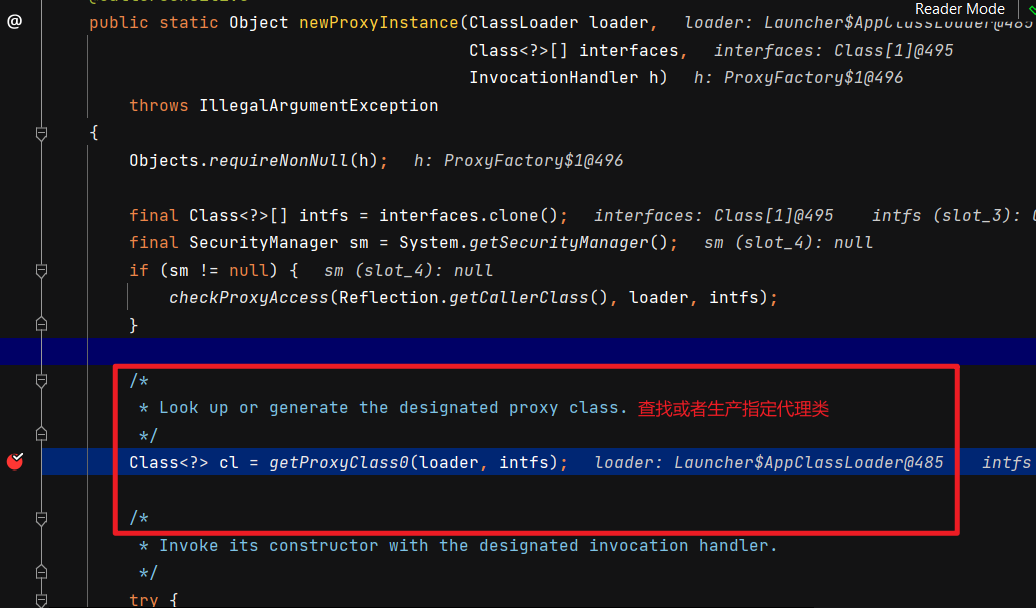 Reader Mode
@
public static Object newProxyInstance(ClassLoader loader, loader: Launcher$AppClassLoader@485
Class<?>[] interfaces, interfaces: Class[1]@495
InvocationHandler h) h: ProxyFactory$1@496
throws IllegalArgumentException
{
Objects.requireNonNull(h); h: ProxyFactory$1@496
final Class<?>[] intfs = interfaces.clone(); interfaces: Class[1]@495 intfs (slot_3):
final SecurityManager sm = System.getSecurityManager(); sm (slot_4): null
if (sm != null) { sm (slot_4): null
checkProxyAccess(Reflection.getCallerClass(), loader, intfs);
}
/*
* Look up or generate the designated proxy class. 查找或者生产指定代理类
*/
Class<?> cl = getProxyClass0(loader, intfs); loader: Launcher$AppClassLoader@485 intfs
/*
* Invoke its constructor with the designated invocation handler.
*/
try {